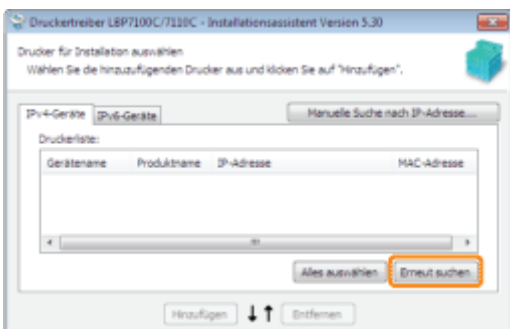 Druckertreiber LBP7100C/7110C - Installationsassistent Version 5.30
Drucker für Installation auswählen
Wählen Sie die hinzuzufügenden Drucker aus und klicken Sie auf "Hinzufügen".
IPv4-Geräte IPv6-Geräte Manuelle Suche nach IP-Adresse...
Druckerliste:
Gerätename Produktname IP-Adresse MAC-Adresse
Alles auswählen Erneut suchen
Hinzufügen Entfernen